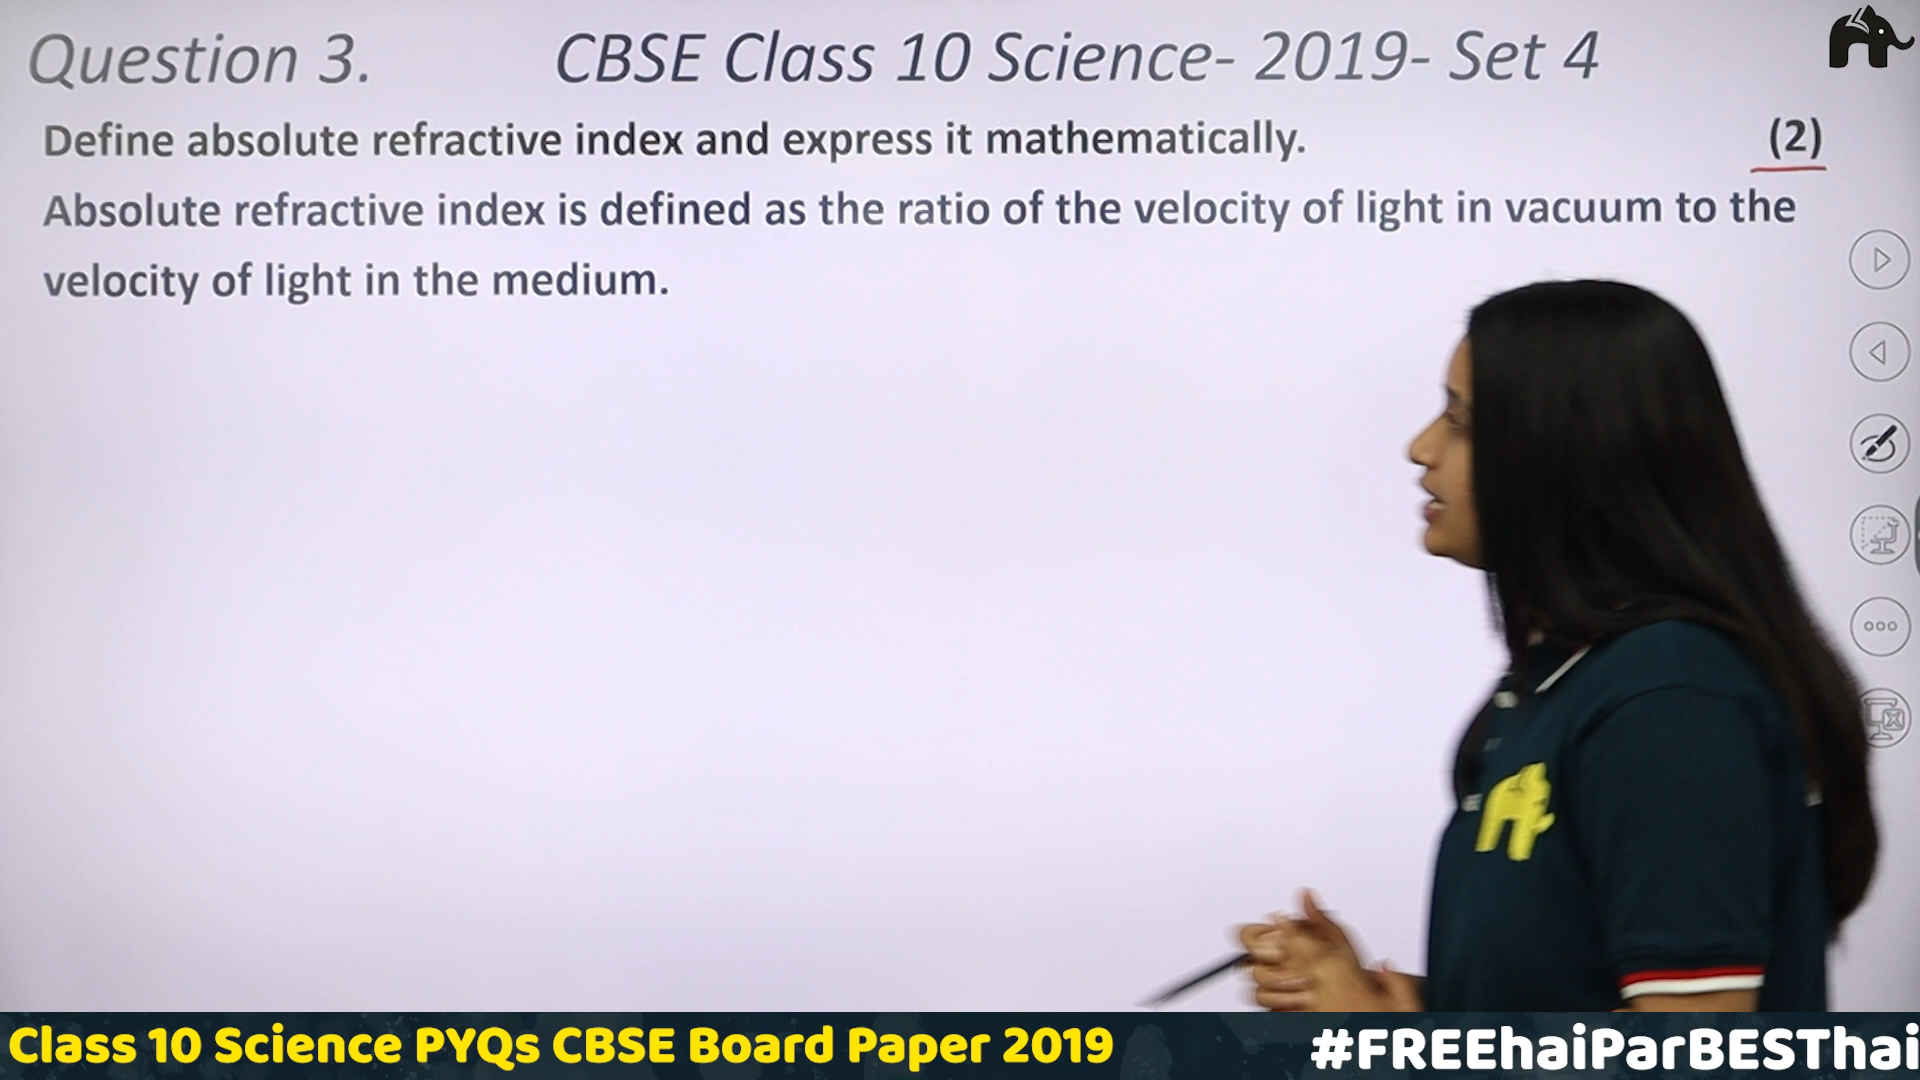 Question 3.
CBSE Class 10 Science- 2019- Set 4
Define absolute refractive index and express it mathematically.
(2)
Absolute refractive index is defined as the ratio of the velocity of light in vacuum to the
velocity of light in the medium.
Class 10 Science PYQs CBSE Board Paper 2019
#FREEhaiParBESThai